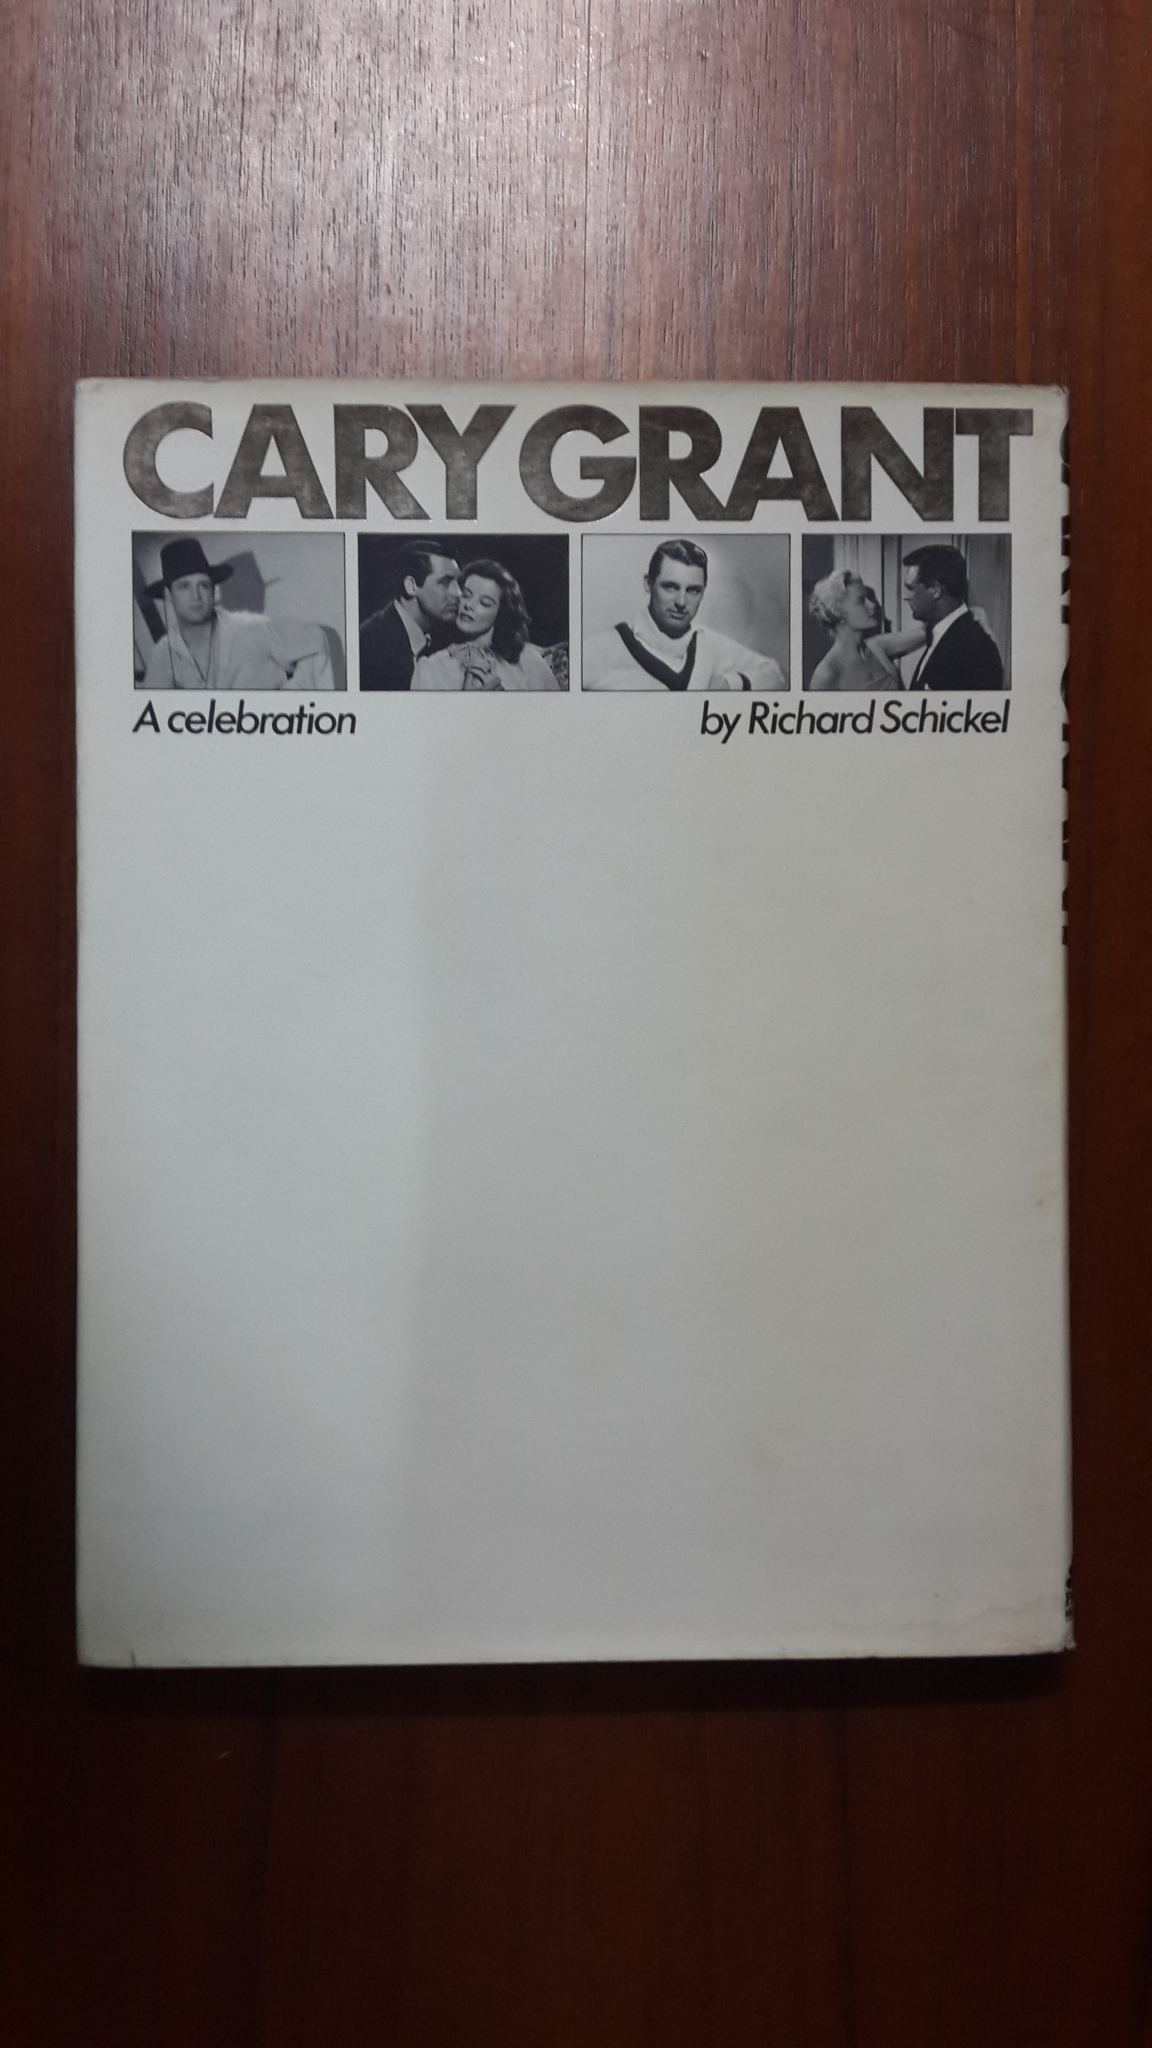 CARY GRANT
A celebration
by Richard Schickel